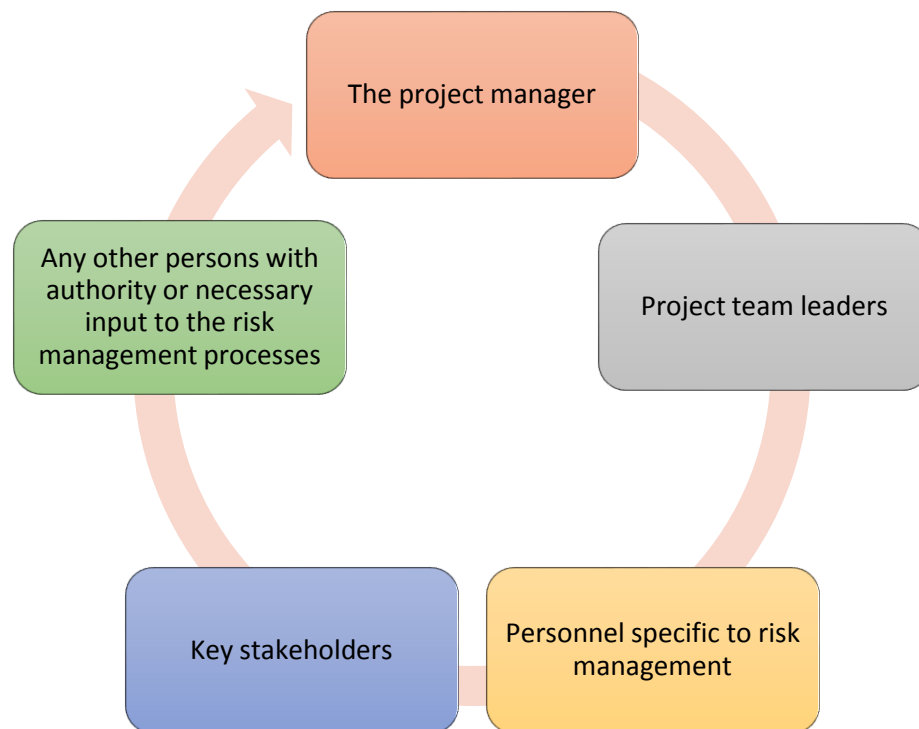 The project manager
Project team leaders
Personnel specific to risk
management
Key stakeholders
Any other persons with
authority or necessary
input to the risk
management processes